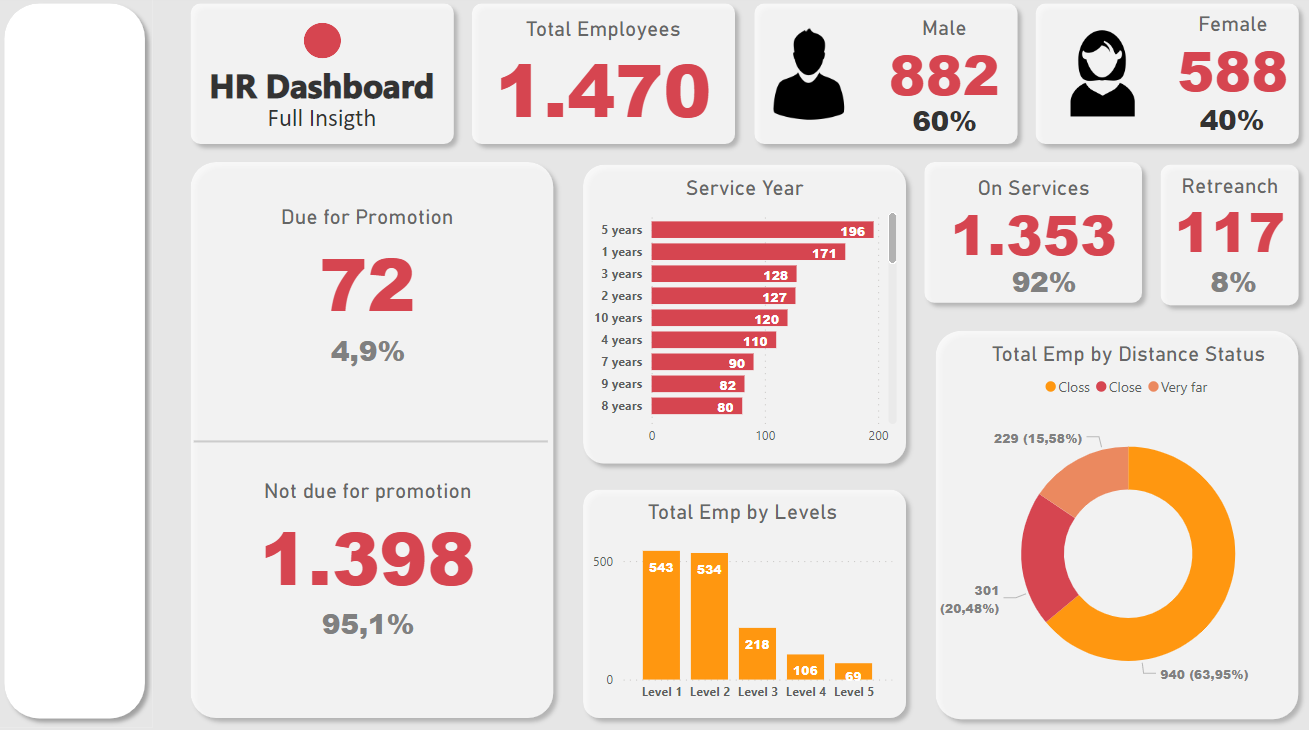 HR Dashboard
Full Insigth
Total Employees
1.470
Male
882
60%
Female
588
40%
Due for Promotion
72
4,9%
Not due for promotion
1.398
95,1%
Service Year
5 years 196
1 years 171
3 years 128
2 years 127
10 years 120
4 years 110
7 years 90
9 years 82
8 years 80
0 100 200
Total Emp by Levels
500
543 534 218 106 69
0
Level 1 Level 2 Level 3 Level 4 Level 5
On Services
1.353
92%
Retreanch
117
8%
Total Emp by Distance Status
Closs Close Very far
229 (15,58%)
301
(20,48%)
940 (63,95%)